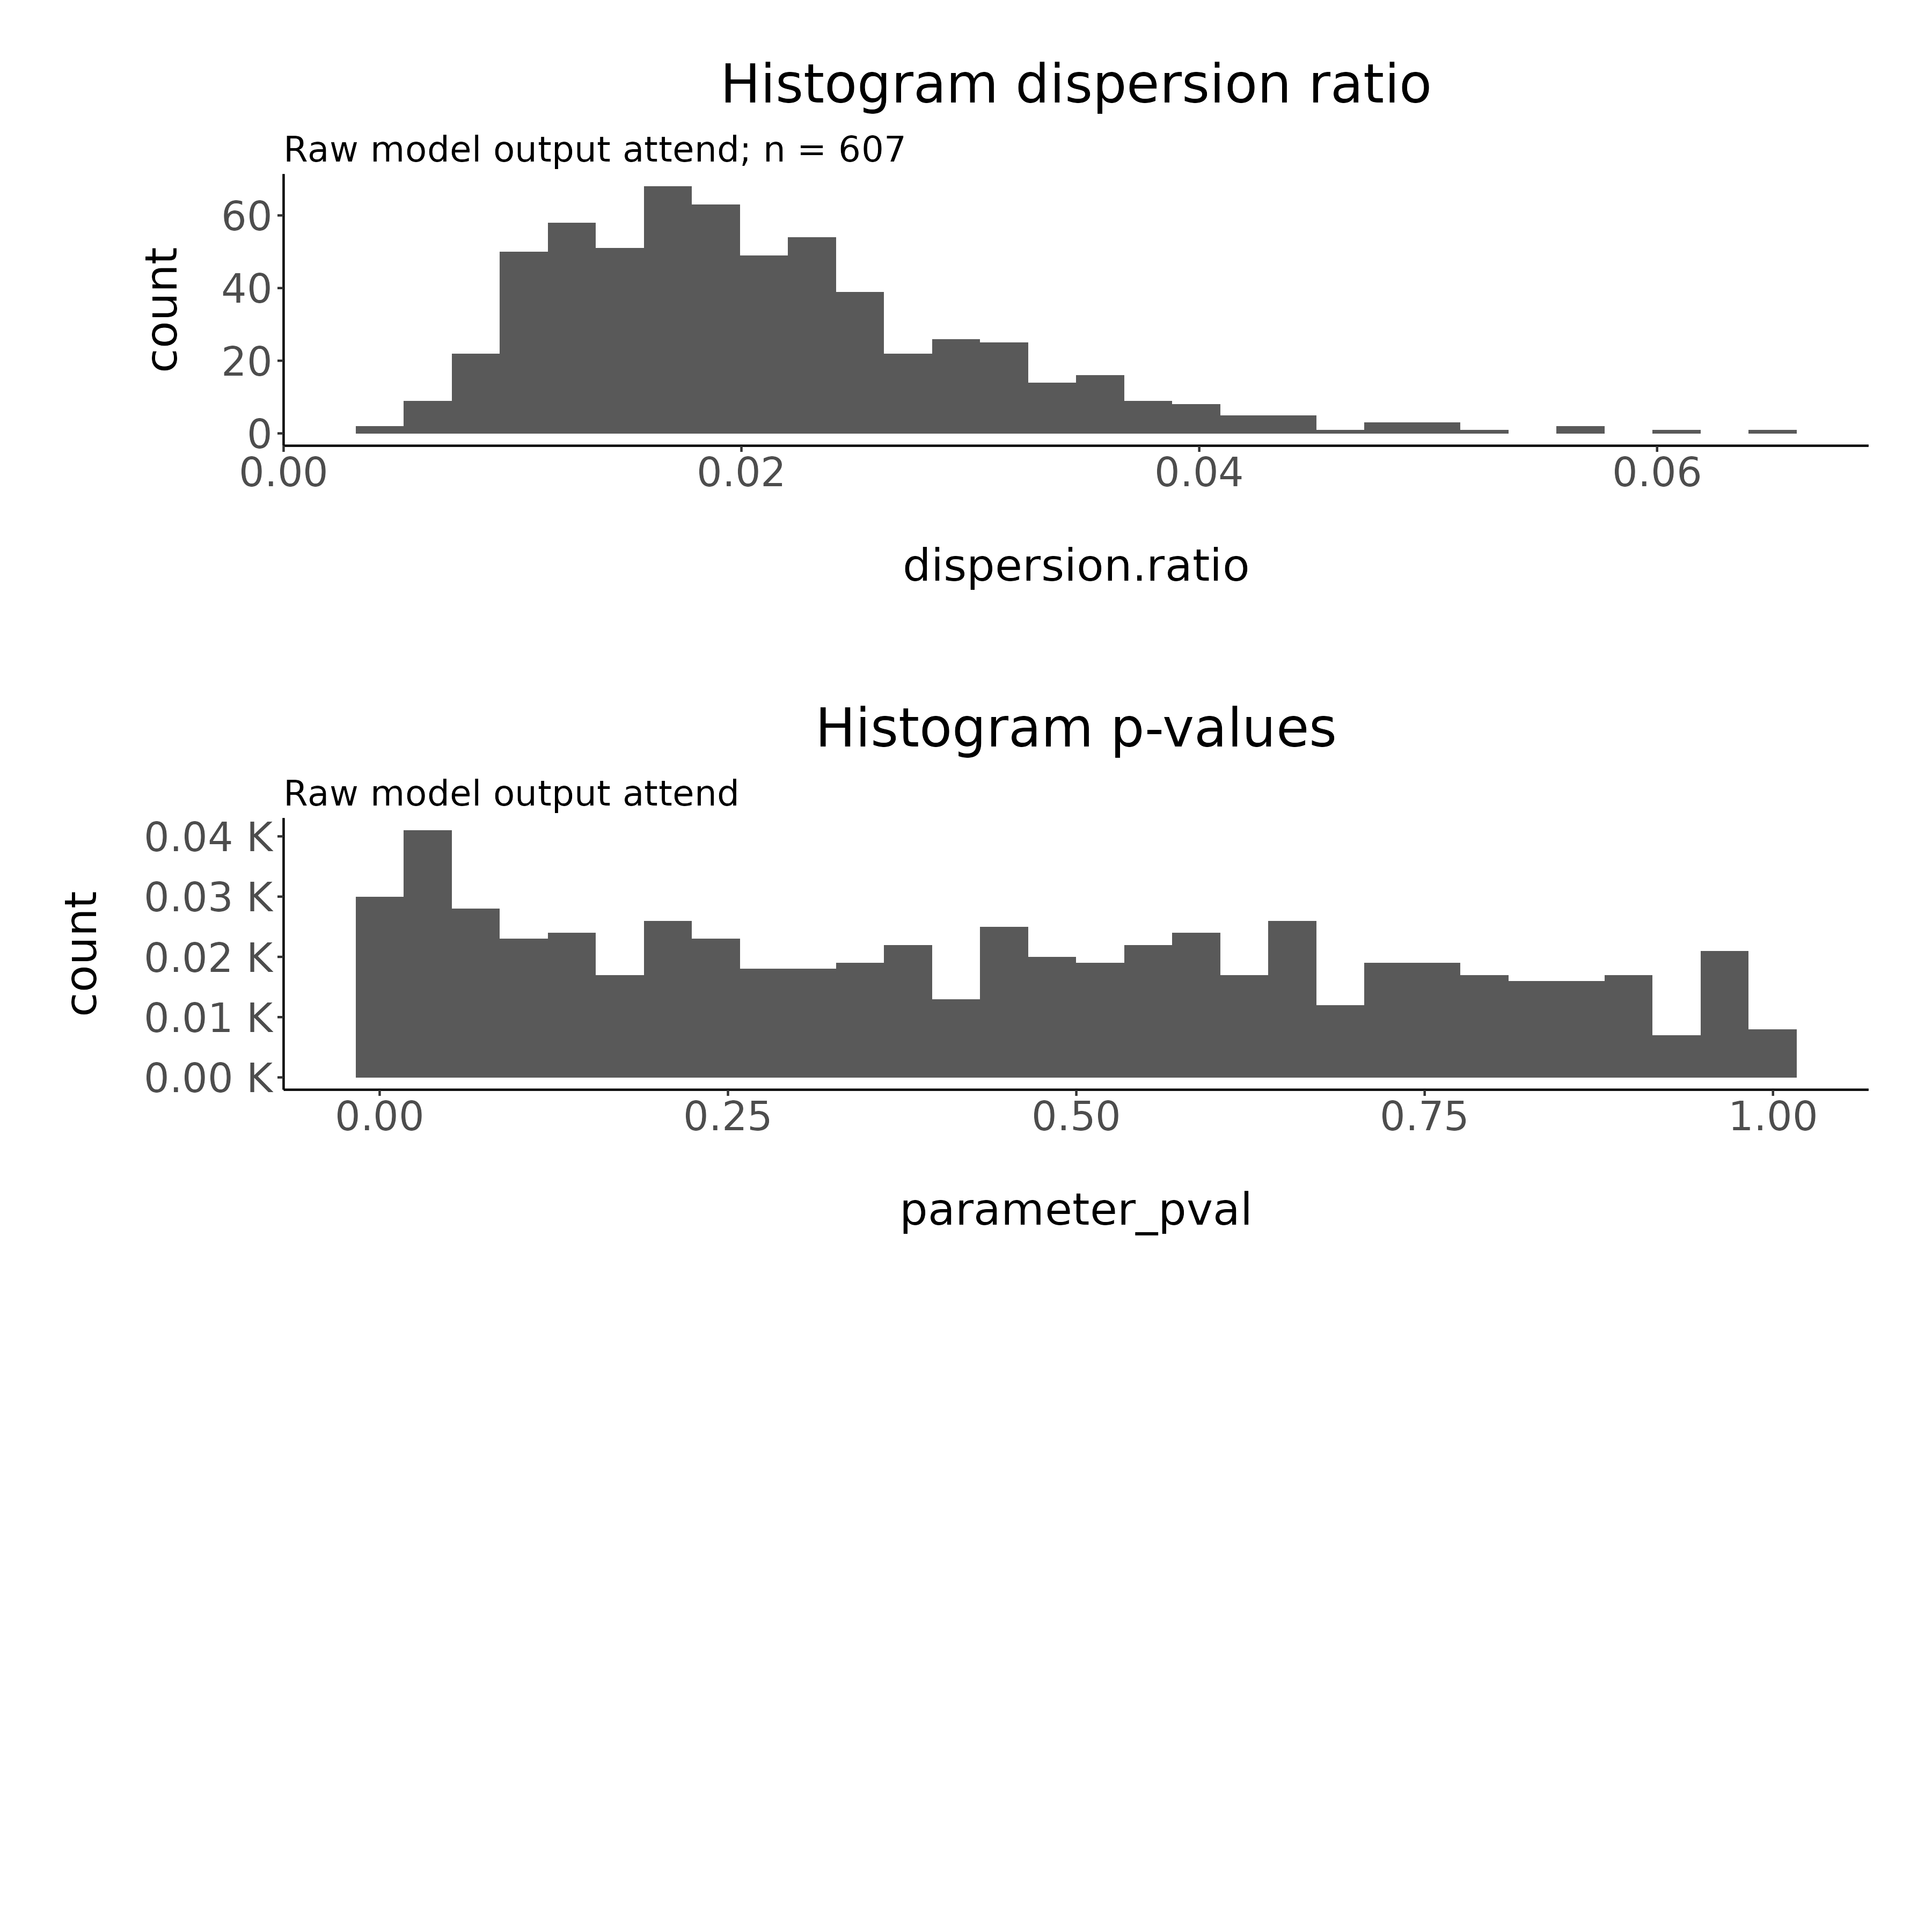 Histogram dispersion ratio
Raw model output attend; n = 607
count
60
40
20
0
0.00 0.02 0.04 0.06
dispersion.ratio
Histogram p-values
Raw model output attend
count
0.04 K
0.03 K
0.02 K
0.01 K
0.00 K
0.00 0.25 0.50 0.75 1.00
parameter_pval